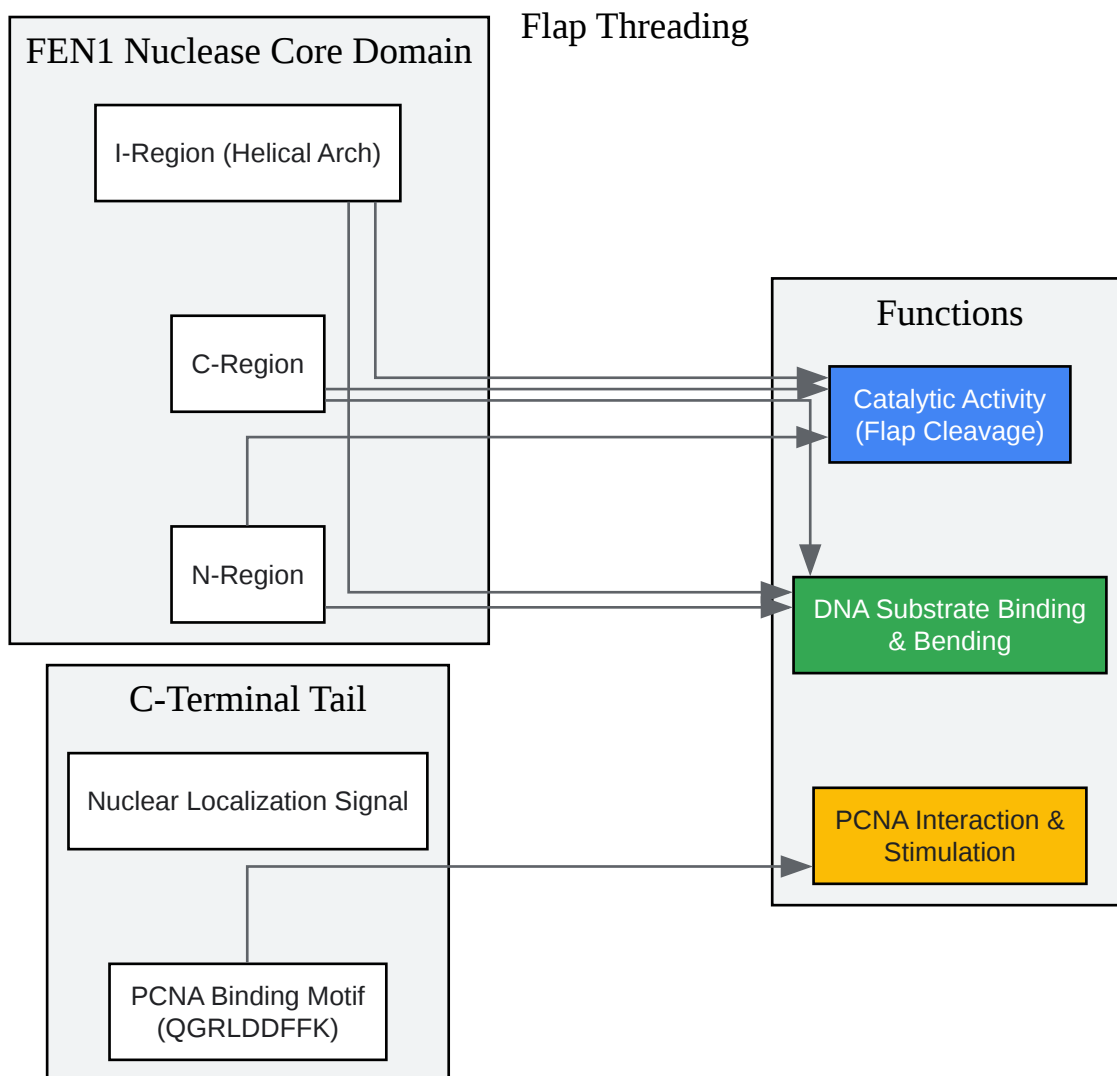 Flap Threading
FEN1 Nuclease Core Domain
I-Region (Helical Arch)
C-Region
N-Region
C-Terminal Tail
Nuclear Localization Signal
PCNA Binding Motif
(QGRLDDFFK)
Functions
Catalytic Activity
(Flap Cleavage)
DNA Substrate Binding
& Bending
PCNA Interaction &
Stimulation